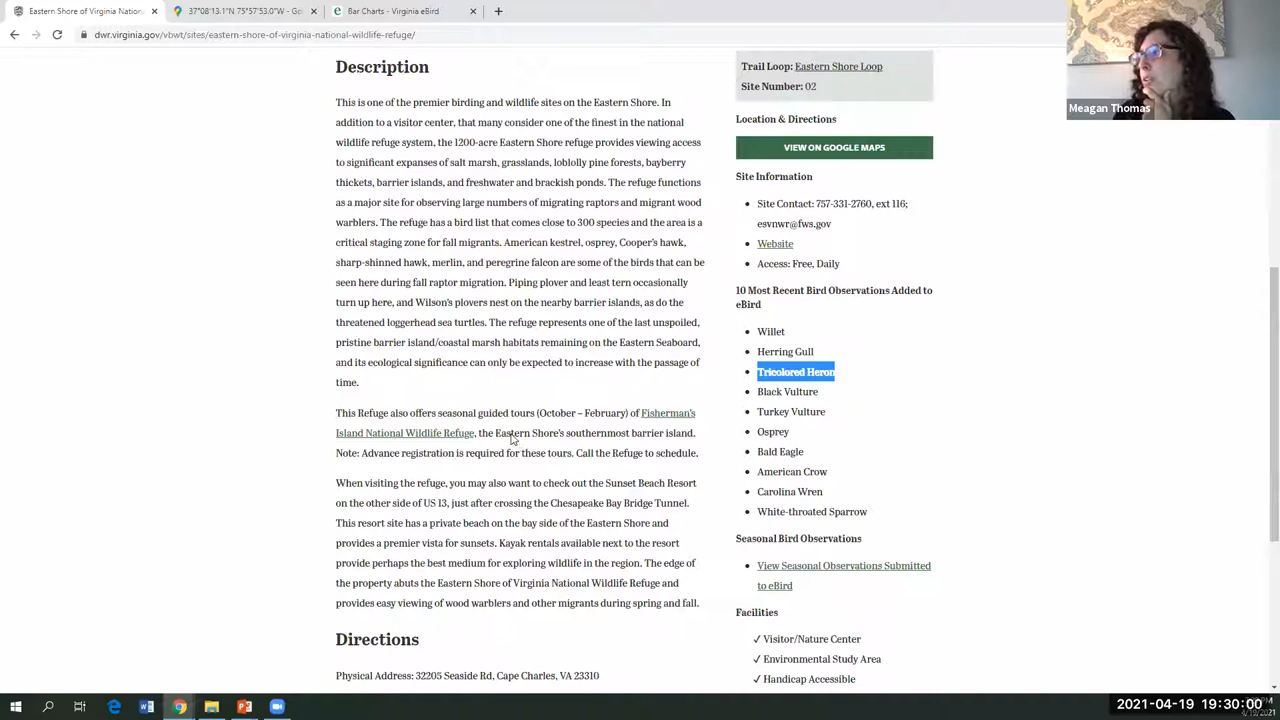 Eastern Shore of Virginia Nationa
37°08'13.1"N 75°57'53.0"W - Go
Bar Charts - Virginia eBird
dwr.virginia.gov/vbwt/sites/eastern-shore-of-virginia-national-wildlife-refuge/
Meagan Thomas
Description
This is one of the premier birding and wildlife sites on the Eastern Shore. In
addition to a visitor center, that many consider one of the finest in the national
wildlife refuge system, the 1200-acre Eastern Shore refuge provides viewing access
to significant expanses of salt marsh, grasslands, loblolly pine forests, bayberry
thickets, barrier islands, and freshwater and brackish ponds. The refuge functions
as a major site for observing large numbers of migrating raptors and migrant wood
warblers. The refuge has a bird list that comes close to 300 species and the area is a
critical staging zone for fall migrants. American kestrel, osprey, Cooper's hawk,
sharp-shinned hawk, merlin, and peregrine falcon are some of the birds that can be
seen here during fall raptor migration. Piping plover and least tern occasionally
turn up here, and Wilson's plovers nest on the nearby barrier islands, as do the
threatened loggerhead sea turtles. The refuge represents one of the last unspoiled,
pristine barrier island/coastal marsh habitats remaining on the Eastern Seaboard,
and its ecological significance can only be expected to increase with the passage of
time.
This Refuge also offers seasonal guided tours (October – February) of Fisherman's
Island National Wildlife Refuge, the Eastern Shore's southernmost barrier island.
Note: Advance registration is required for these tours. Call the Refuge to schedule.
When visiting the refuge, you may also want to check out the Sunset Beach Resort
on the other side of US 13, just after crossing the Chesapeake Bay Bridge Tunnel.
This resort site has a private beach on the bay side of the Eastern Shore and
provides a premier vista for sunsets. Kayak rentals available next to the resort
provide perhaps the best medium for exploring wildlife in the region. The edge of
the property abuts the Eastern Shore of Virginia National Wildlife Refuge and
provides easy viewing of wood warblers and other migrants during spring and fall.
Directions
Physical Address: 32205 Seaside Rd, Cape Charles, VA 23310
Trail Loop: Eastern Shore Loop
Site Number: 02
Location & Directions
VIEW ON GOOGLE MAPS
Site Information
Site Contact: 757-331-2760, ext 116;
esvnwr@fws.gov
Website
Access: Free, Daily
10 Most Recent Bird Observations Added to
eBird
Willet
Herring Gull
Tricolored Heron
Black Vulture
Turkey Vulture
Osprey
Bald Eagle
American Crow
Carolina Wren
White-throated Sparrow
Seasonal Bird Observations
View Seasonal Observations Submitted
to eBird
Facilities
✓ Visitor/Nature Center
✓ Environmental Study Area
✓ Handicap Accessible
2021-04-19 19:30:00